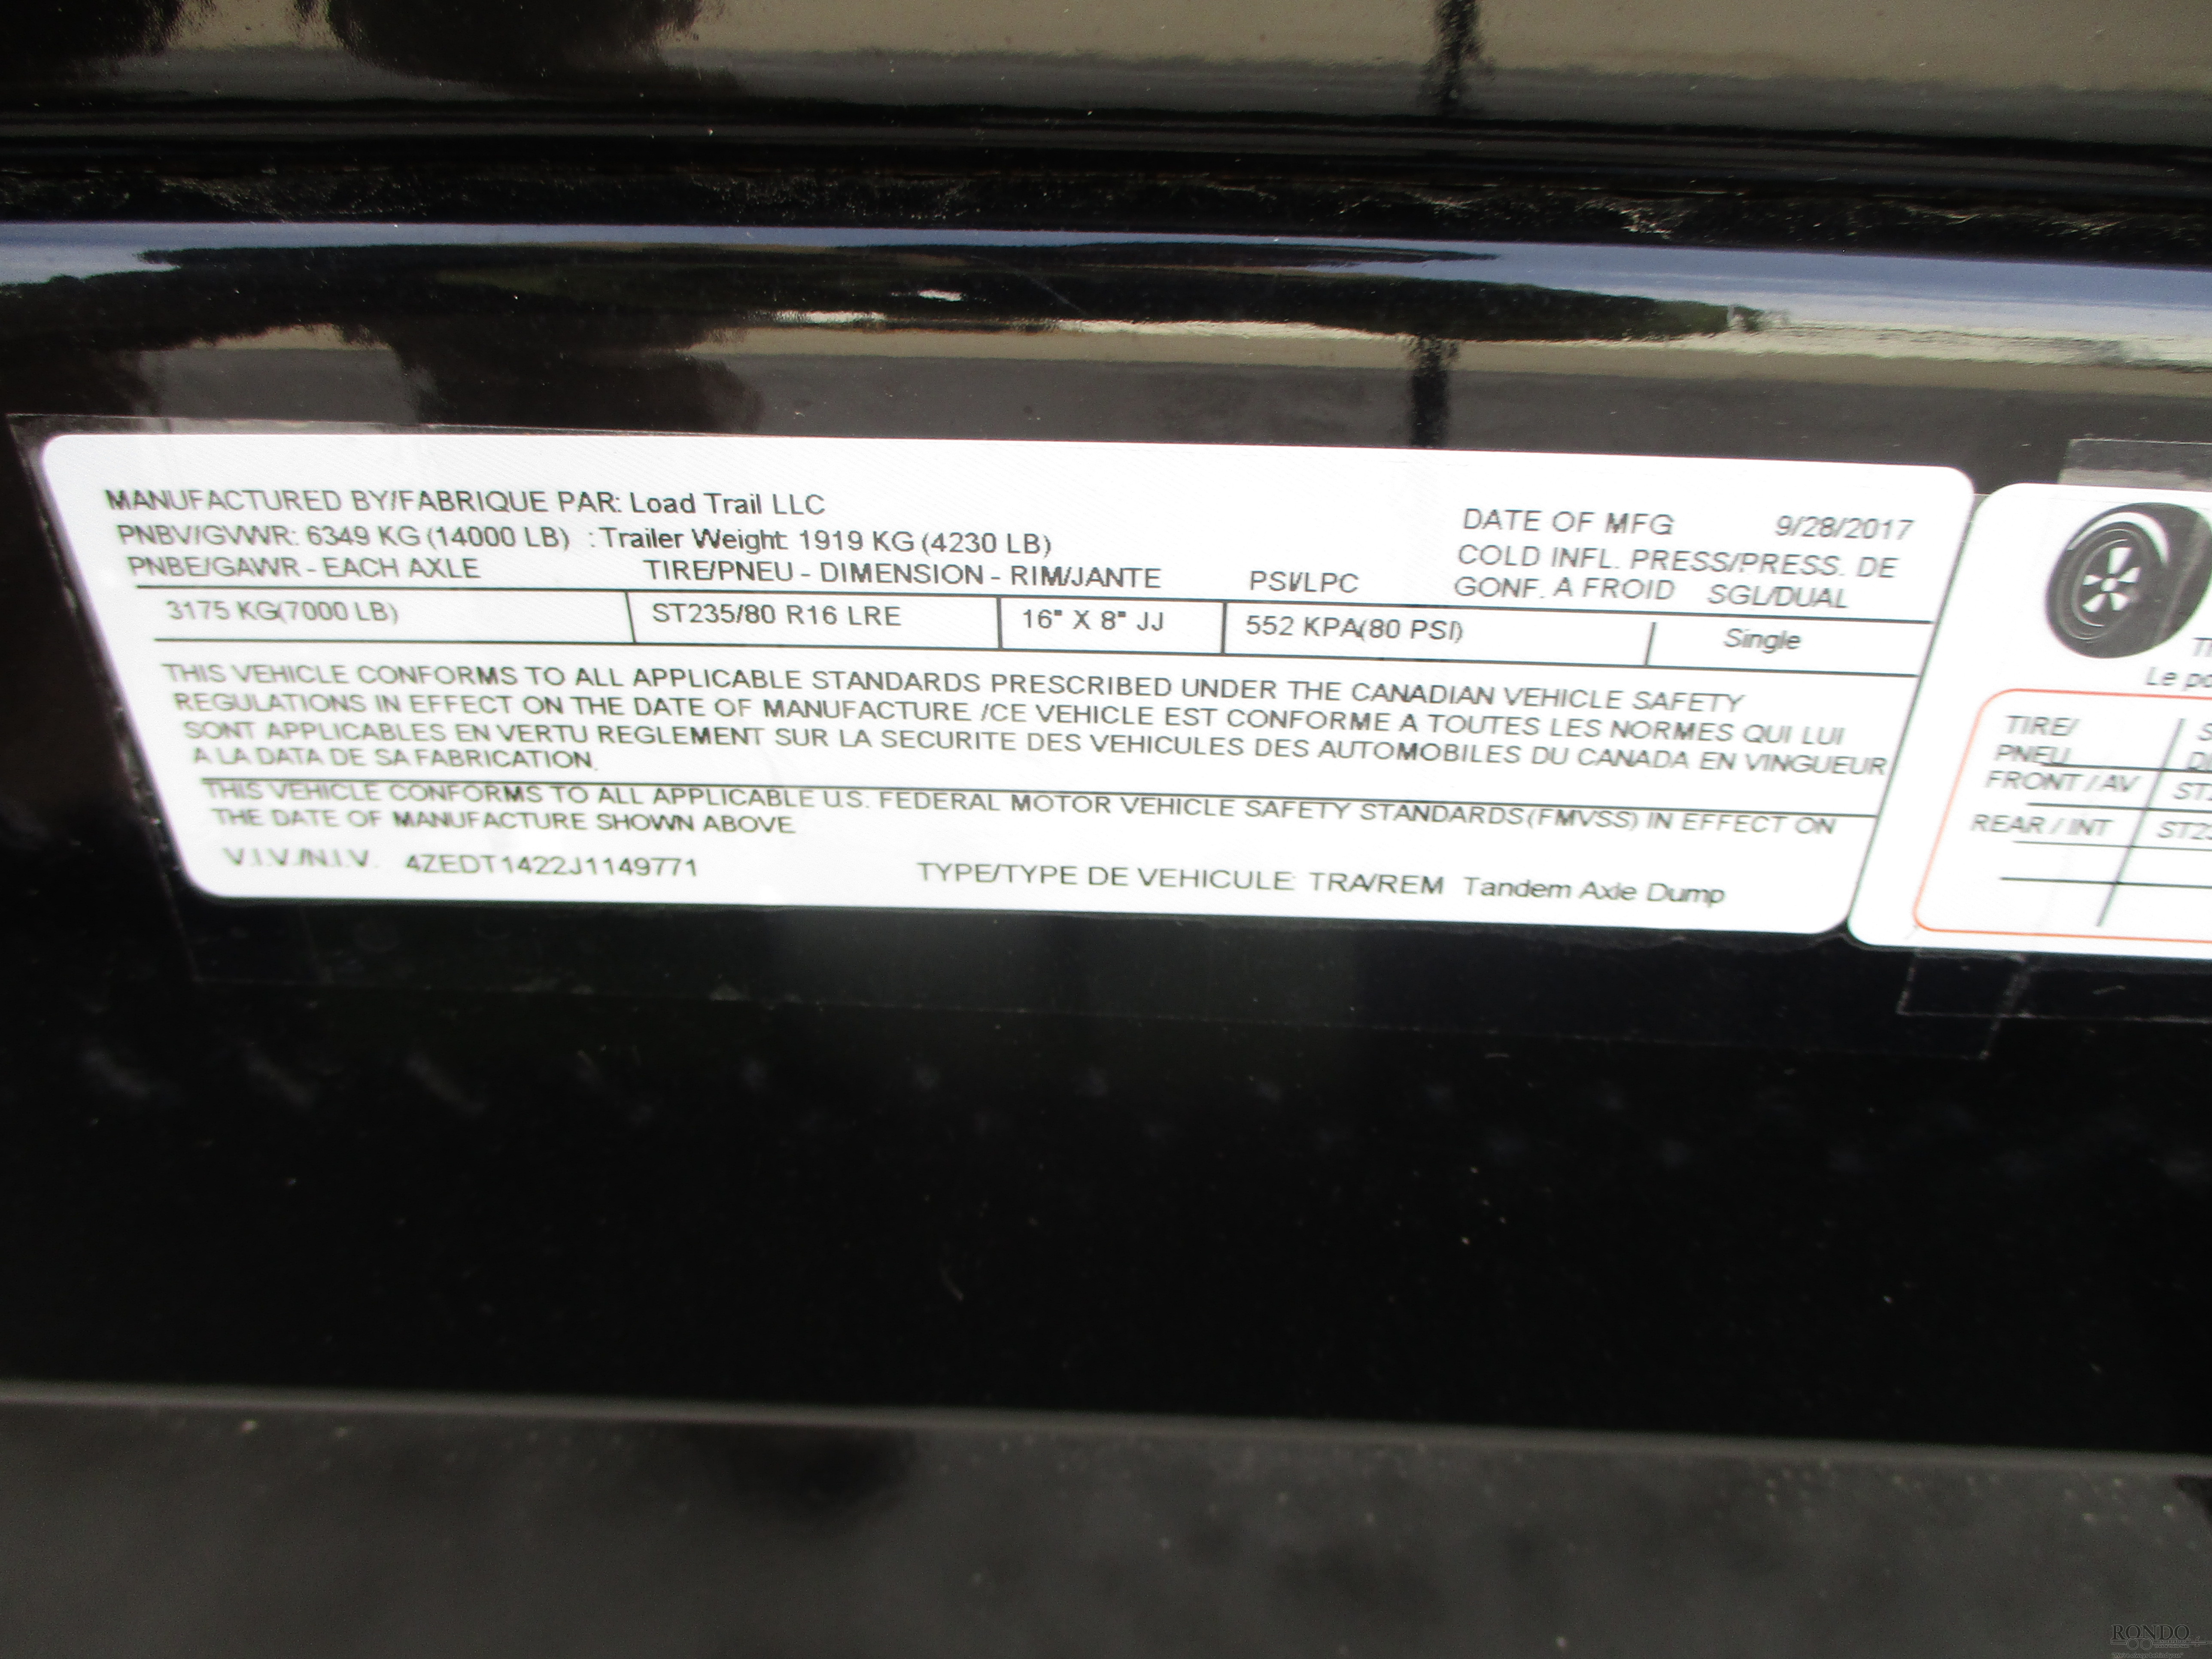 MANUFACTURED BY/FABRIQUE PAR: Load Trail LLC
PNBV/GVWR: 6349 KG (14000 LB) : Trailer Weight: 1919 KG (4230 LB)
DATE OF MFG 9/28/2017
COLD INFL. PRESS/PRESS. DE
PNBE/GAWR - EACH AXLE TIRE/PNEU - DIMENSION - RIM/JANTE PSI/LPC GONF. A FROID SGL/DUAL
3175 KG(7000 LB) ST235/80 R16 LRE 16" X 8" JJ 552 KPA(80 PSI) Single
THIS VEHICLE CONFORMS TO ALL APPLICABLE STANDARDS PRESCRIBED UNDER THE CANADIAN VEHICLE SAFETY
REGULATIONS IN EFFECT ON THE DATE OF MANUFACTURE /CE VEHICLE EST CONFORME A TOUTES LES NORMES QUI LUI
SONT APPLICABLES EN VERTU REGLEMENT SUR LA SECURITE DES VEHICULES DES AUTOMOBILES DU CANADA EN VINGUEUR
A LA DATA DE SA FABRICATION.
THIS VEHICLE CONFORMS TO ALL APPLICABLE U.S. FEDERAL MOTOR VEHICLE SAFETY STANDARDS (FMVSS) IN EFFECT ON
THE DATE OF MANUFACTURE SHOWN ABOVE
V.I.V./N.I.V. 4ZEDT1422J1149771 TYPE/TYPE DE VEHICULE: TRA/REM Tandem Axle Dump
Le
TIRE/
PNEU
FRONT / AV
REAR / INT
RONDO